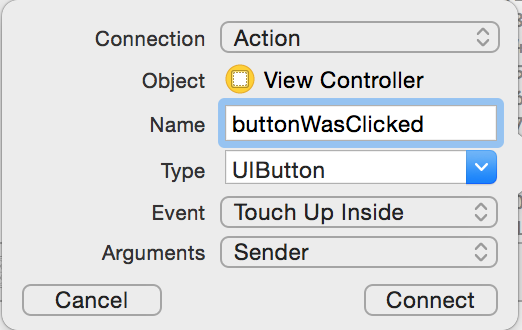 Connection Action
Object View Controller
Name buttonWasClicked
Type UIButton
Event Touch Up Inside
Arguments Sender
Cancel Connect